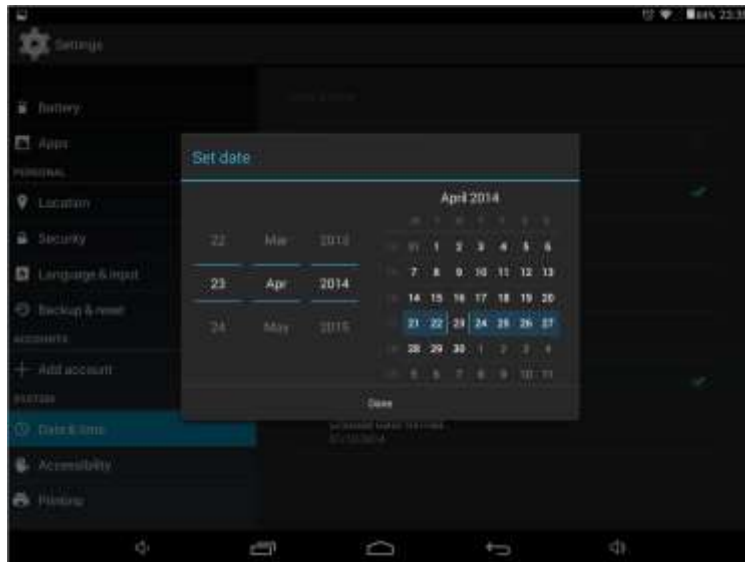 Settings
Battery
Apps
PERSONAL
Location
Security
Language & input
Backup & reset
ACCOUNTS
Add account
SYSTEM
Date & time
Accessibility
Printing
Set date
22 Mar 2013
23 Apr 2014
24 May 2015
April 2014
31 1 2 3 4 5 6
7 8 9 10 11 12 13
14 15 16 17 18 19 20
21 22 23 24 25 26 27
28 29 30 1 2 3 4
5 6 7 8 9 10 11
Done